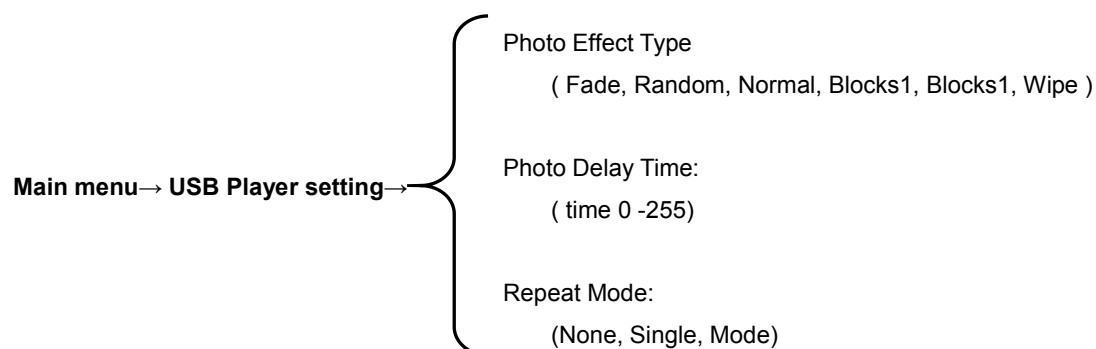 Photo Effect Type
( Fade, Random, Normal, Blocks1, Blocks1, Wipe )
Main menu→ USB Player setting→
Photo Delay Time:
( time 0 -255)
Repeat Mode:
(None, Single, Mode)